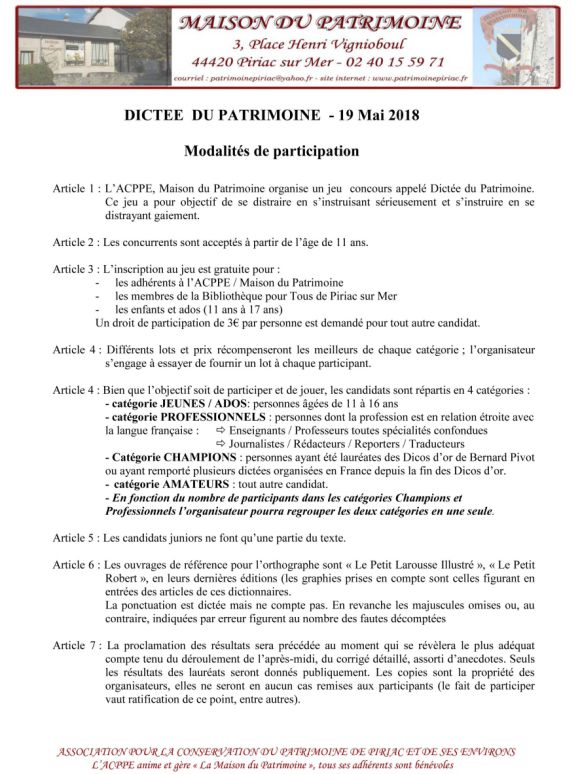 MAISON DU PATRIMOINE
3, Place Henri Vignioboul
44420 Piriac sur Mer - 02 40 15 59 71
courriel : patrimoinepiriac@yahoo.fr - site internet : www.patrimoinepiriac.fr
DICTEE DU PATRIMOINE - 19 Mai 2018
Modalités de participation
Article 1 : L’ACPPE, Maison du Patrimoine organise un jeu concours appelé Dictée du Patrimoine.
Ce jeu a pour objectif de se distraire en s’instruisant sérieusement et s’instruire en se
distrayant gaiement.
Article 2 : Les concurrents sont acceptés à partir de l’âge de 11 ans.
Article 3 : L’inscription au jeu est gratuite pour :
- les adhérents à l’ACPPE / Maison du Patrimoine
- les membres de la Bibliothèque pour Tous de Piriac sur Mer
- les enfants et ados (11 ans à 17 ans)
Un droit de participation de 3€ par personne est demandé pour tout autre candidat.
Article 4 : Différents lots et prix récompenseront les meilleurs de chaque catégorie ; l’organisateur
s’engage à essayer de fournir un lot à chaque participant.
Article 4 : Bien que l’objectif soit de participer et de jouer, les candidats sont répartis en 4 catégories :
- catégorie JEUNES / ADOS: personnes âgées de 11 à 16 ans
- catégorie PROFESSIONNELS : personnes dont la profession est en relation étroite avec
la langue française : ⇨ Enseignants / Professeurs toutes spécialités confondues
⇨ Journalistes / Rédacteurs / Reporters / Traducteurs
- Catégorie CHAMPIONS : personnes ayant été lauréates des Dicos d’or de Bernard Pivot
ou ayant remporté plusieurs dictées organisées en France depuis la fin des Dicos d’or.
- catégorie AMATEURS : tout autre candidat.
- En fonction du nombre de participants dans les catégories Champions et
Professionnels l’organisateur pourra regrouper les deux catégories en une seule.
Article 5 : Les candidats juniors ne font qu’une partie du texte.
Article 6 : Les ouvrages de référence pour l’orthographe sont « Le Petit Larousse Illustré », « Le Petit
Robert », en leurs dernières éditions (les graphies prises en compte sont celles figurant en
entrées des articles de ces dictionnaires.
La ponctuation est dictée mais ne compte pas. En revanche les majuscules omises ou, au
contraire, indiquées par erreur figurent au nombre des fautes décomptées
Article 7 : La proclamation des résultats sera précédée au moment qui se révèlera le plus adéquat
compte tenu du déroulement de l’après-midi, du corrigé détaillé, assorti d’anecdotes. Seuls
les résultats des lauréats seront donnés publiquement. Les copies sont la propriété des
organisateurs, elles ne seront en aucun cas remises aux participants (le fait de participer
vaut ratification de ce point, entre autres).
ASSOCIATION POUR LA CONSERVATION DU PATRIMOINE DE PIRIAC ET DE SES ENVIRONS
L’ACPPE anime et gère « La Maison du Patrimoine », tous ses adhérents sont bénévoles